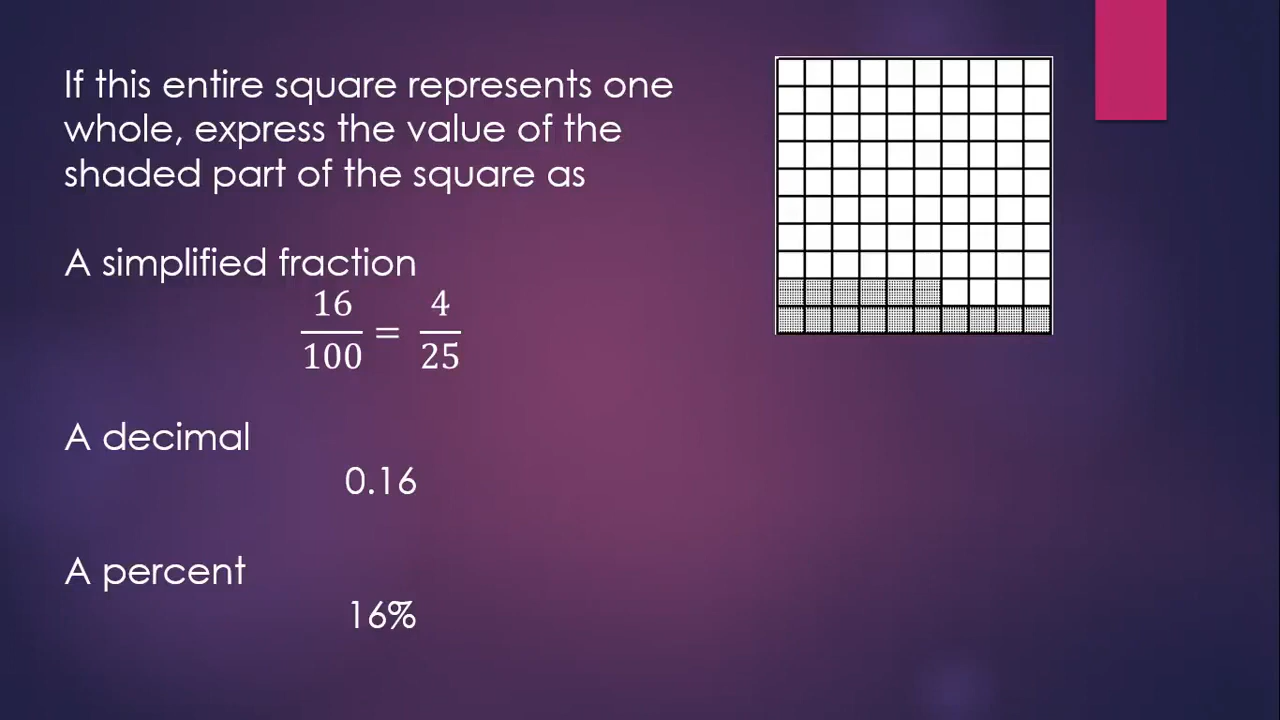 If this entire square represents one
whole, express the value of the
shaded part of the square as
A simplified fraction
16/100 = 4/25
A decimal
0.16
A percent
16%